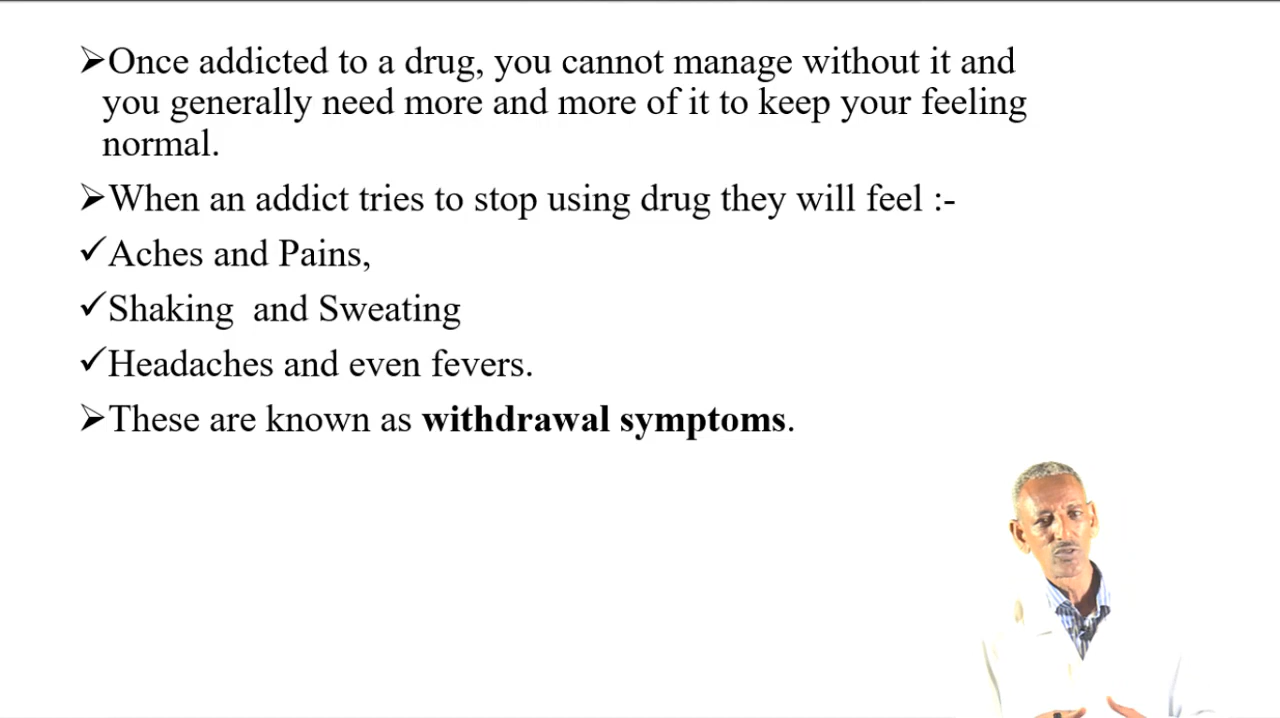 ➢Once addicted to a drug, you cannot manage without it and
you generally need more and more of it to keep your feeling
normal.
➢When an addict tries to stop using drug they will feel :-
✓Aches and Pains,
✓Shaking  and Sweating
✓Headaches and even fevers.
➢These are known as withdrawal symptoms.